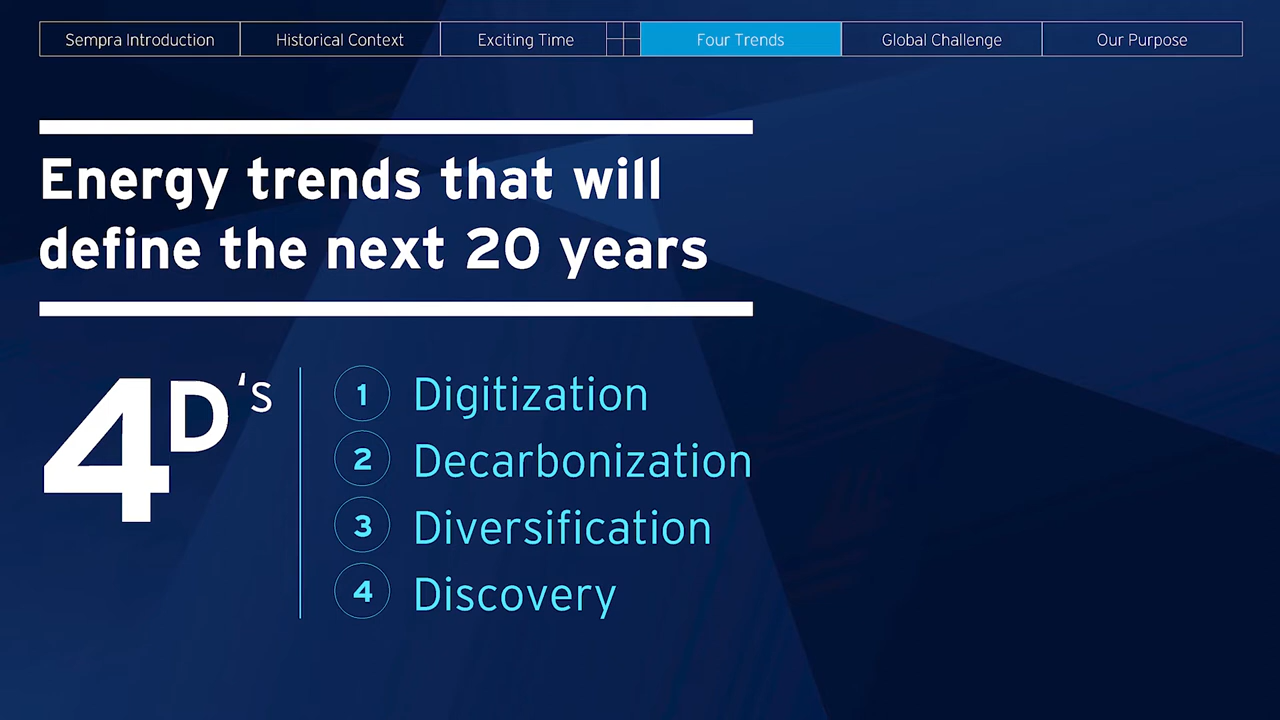 Sempra Introduction
Historical Context
Exciting Time
Four Trends
Global Challenge
Our Purpose
Energy trends that will
define the next 20 years
4D‘s
1 Digitization
2 Decarbonization
3 Diversification
4 Discovery